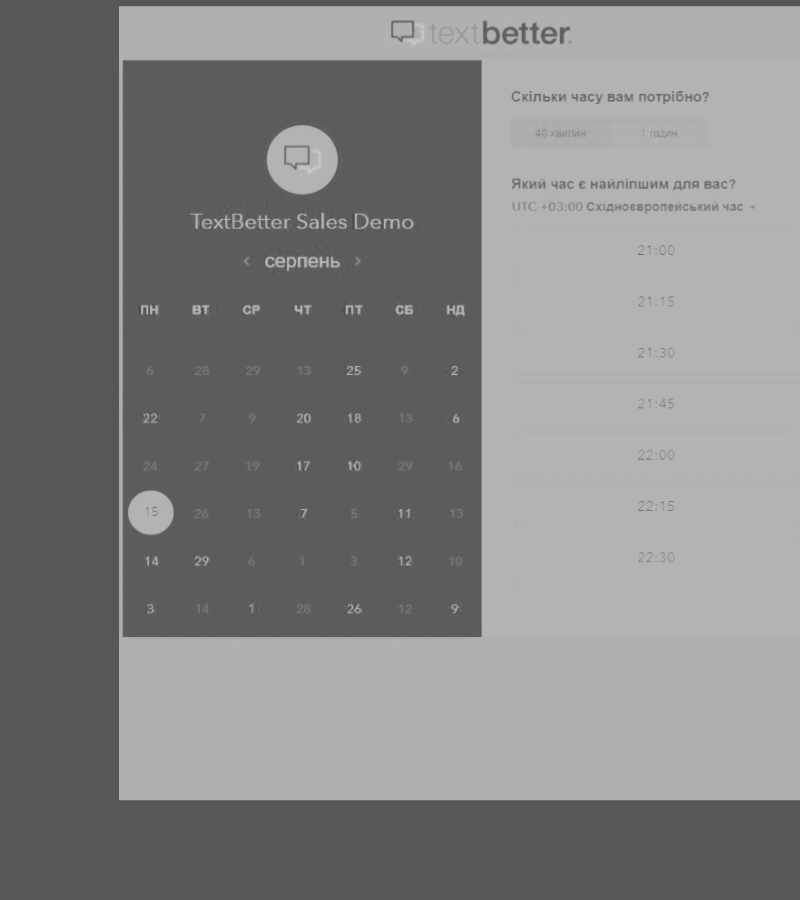 textbetter.
TextBetter Sales Demo
‹ серпень ›
ПН ВТ СР ЧТ ПТ СБ НД
6 28 29 13 25 9 2
22 7 9 20 18 13 6
24 27 19 17 10 29 16
15 26 13 7 5 11 13
14 29 6 1 3 12 10
3 14 1 28 26 12 9
Скільки часу вам потрібно?
40 хвилин 1 годин
Який час є найліпшим для вас?
UTC +03:00 Східноєвропейський час
21:00
21:15
21:30
21:45
22:00
22:15
22:30